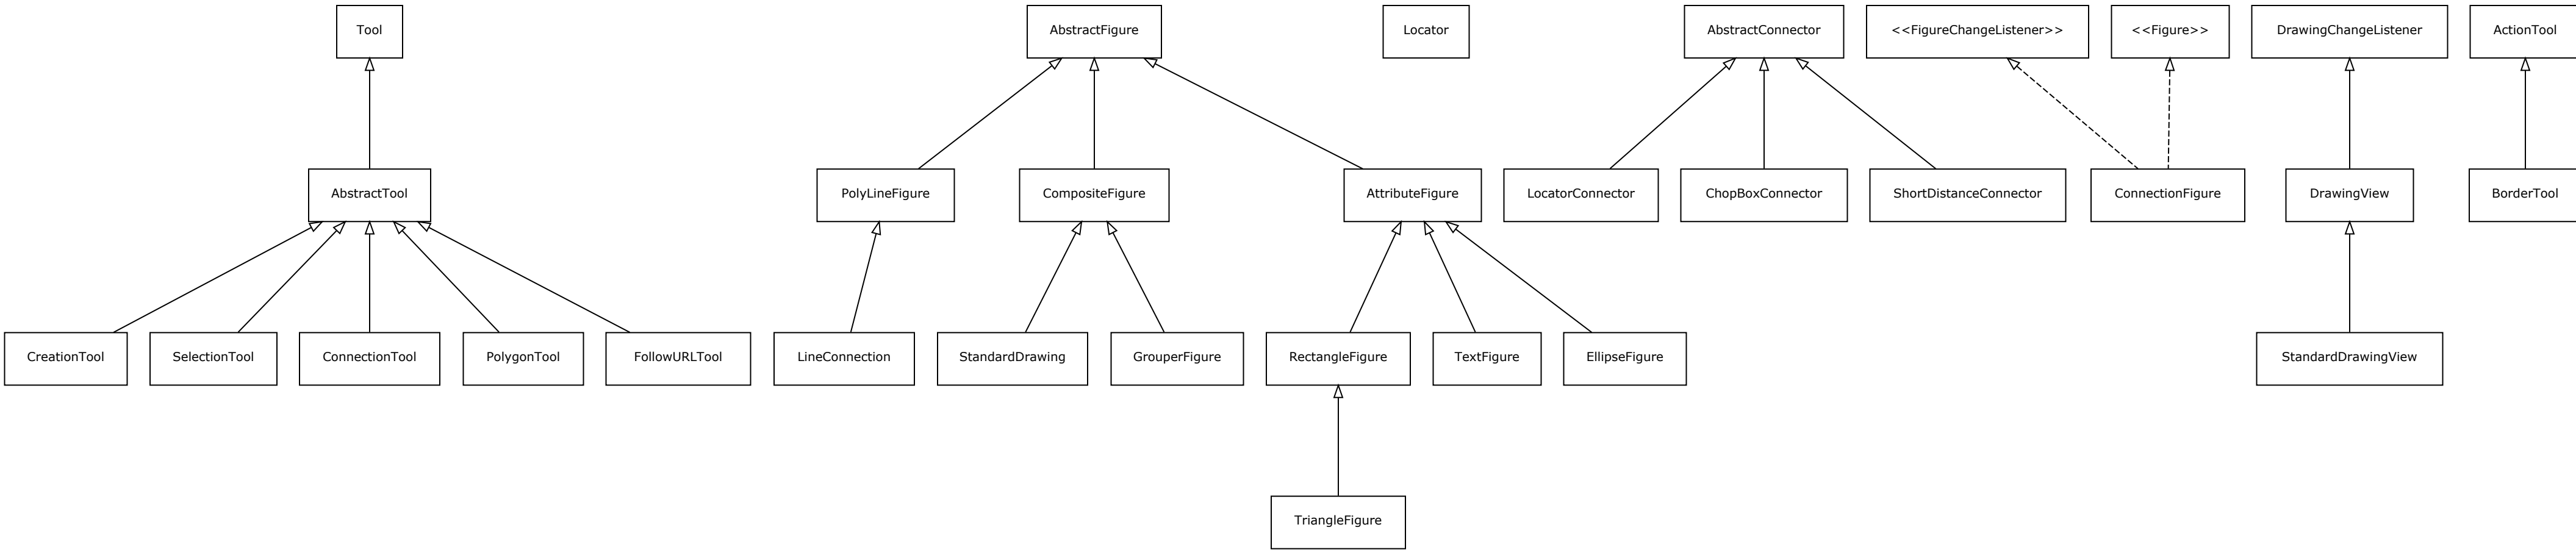 Tool
AbstractFigure
Locator
AbstractConnector
<<FigureChangeListener>>
<<Figure>>
DrawingChangeListener
ActionTool
AbstractTool
PolyLineFigure
CompositeFigure
AttributeFigure
LocatorConnector
ChopBoxConnector
ShortDistanceConnector
ConnectionFigure
DrawingView
BorderTool
CreationTool
SelectionTool
ConnectionTool
PolygonTool
FollowURLTool
LineConnection
StandardDrawing
GrouperFigure
RectangleFigure
TextFigure
EllipseFigure
StandardDrawingView
TriangleFigure